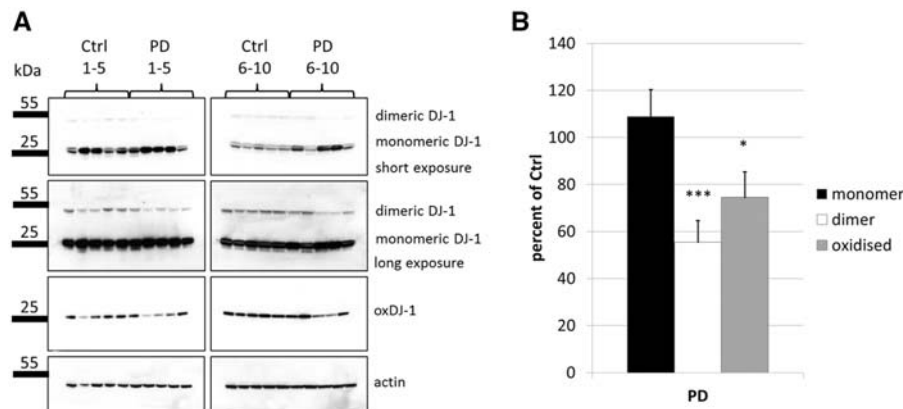 A
Ctrl PD Ctrl PD
kDa 1-5 1-5 6-10 6-10
55
dimeric DJ-1
25
monomeric DJ-1
short exposure
55
dimeric DJ-1
25
monomeric DJ-1
long exposure
25
oxDJ-1
55
actin
B
140
120
100
80
60
40
20
0
percent of Ctrl
***
*
PD
monomer
dimer
oxidised